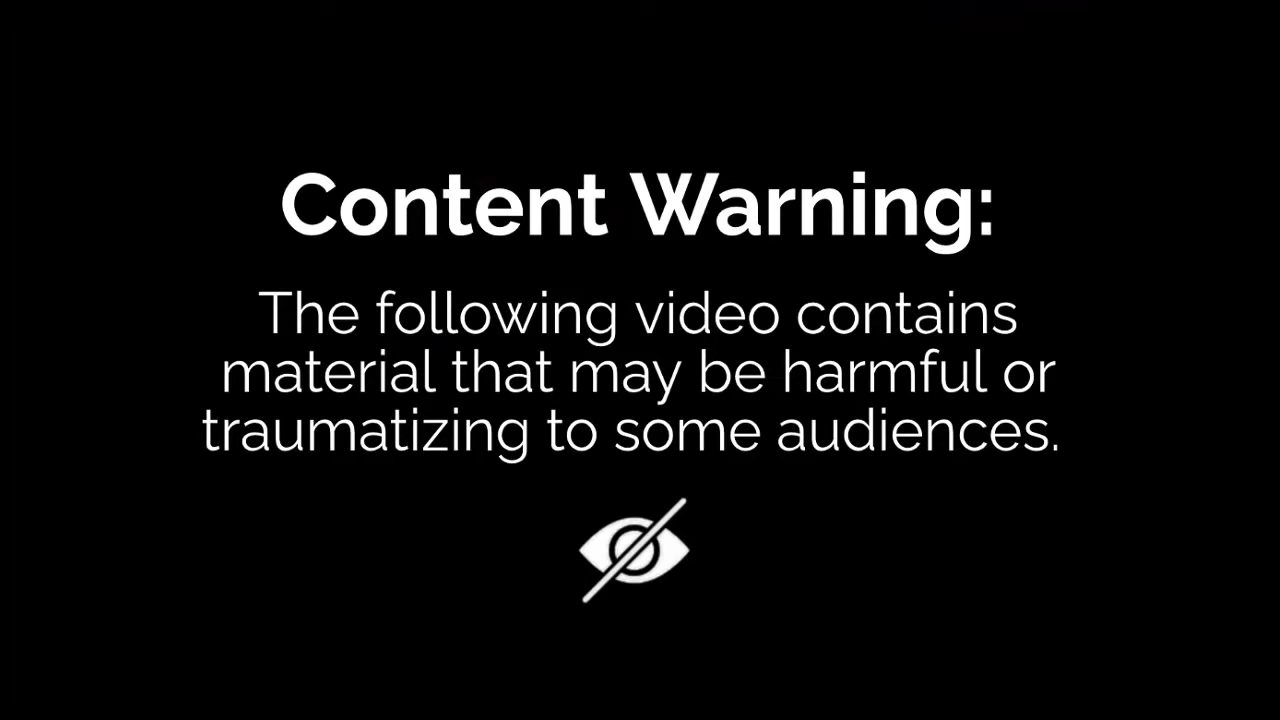 Content Warning:
The following video contains
material that may be harmful or
traumatizing to some audiences.